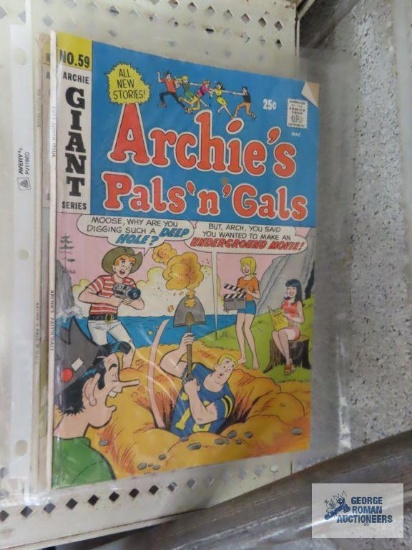 NO.59
ARCHIE
GIANT
SERIES
ALL
NEW
STORIES!
25¢
Archie's
Pals 'n' Gals
MOOSE, WHY ARE YOU
DIGGING SUCH A DEEP
HOLE?
BUT, ARCH, YOU SAID
YOU WANTED TO MAKE AN
UNDERGROUND MOVIE!
AVERY
GEORGE
ROMAN
AUCTIONEERS